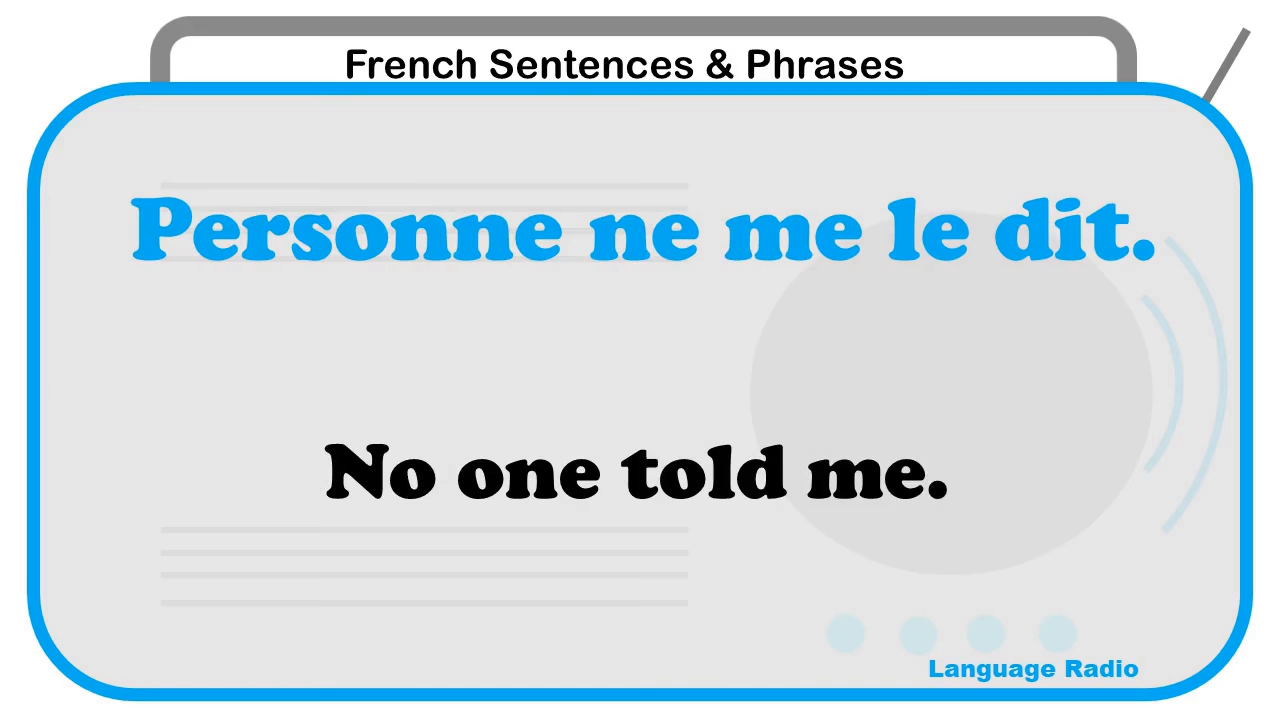 French Sentences & Phrases
Personne ne me le dit.
No one told me.
Language Radio